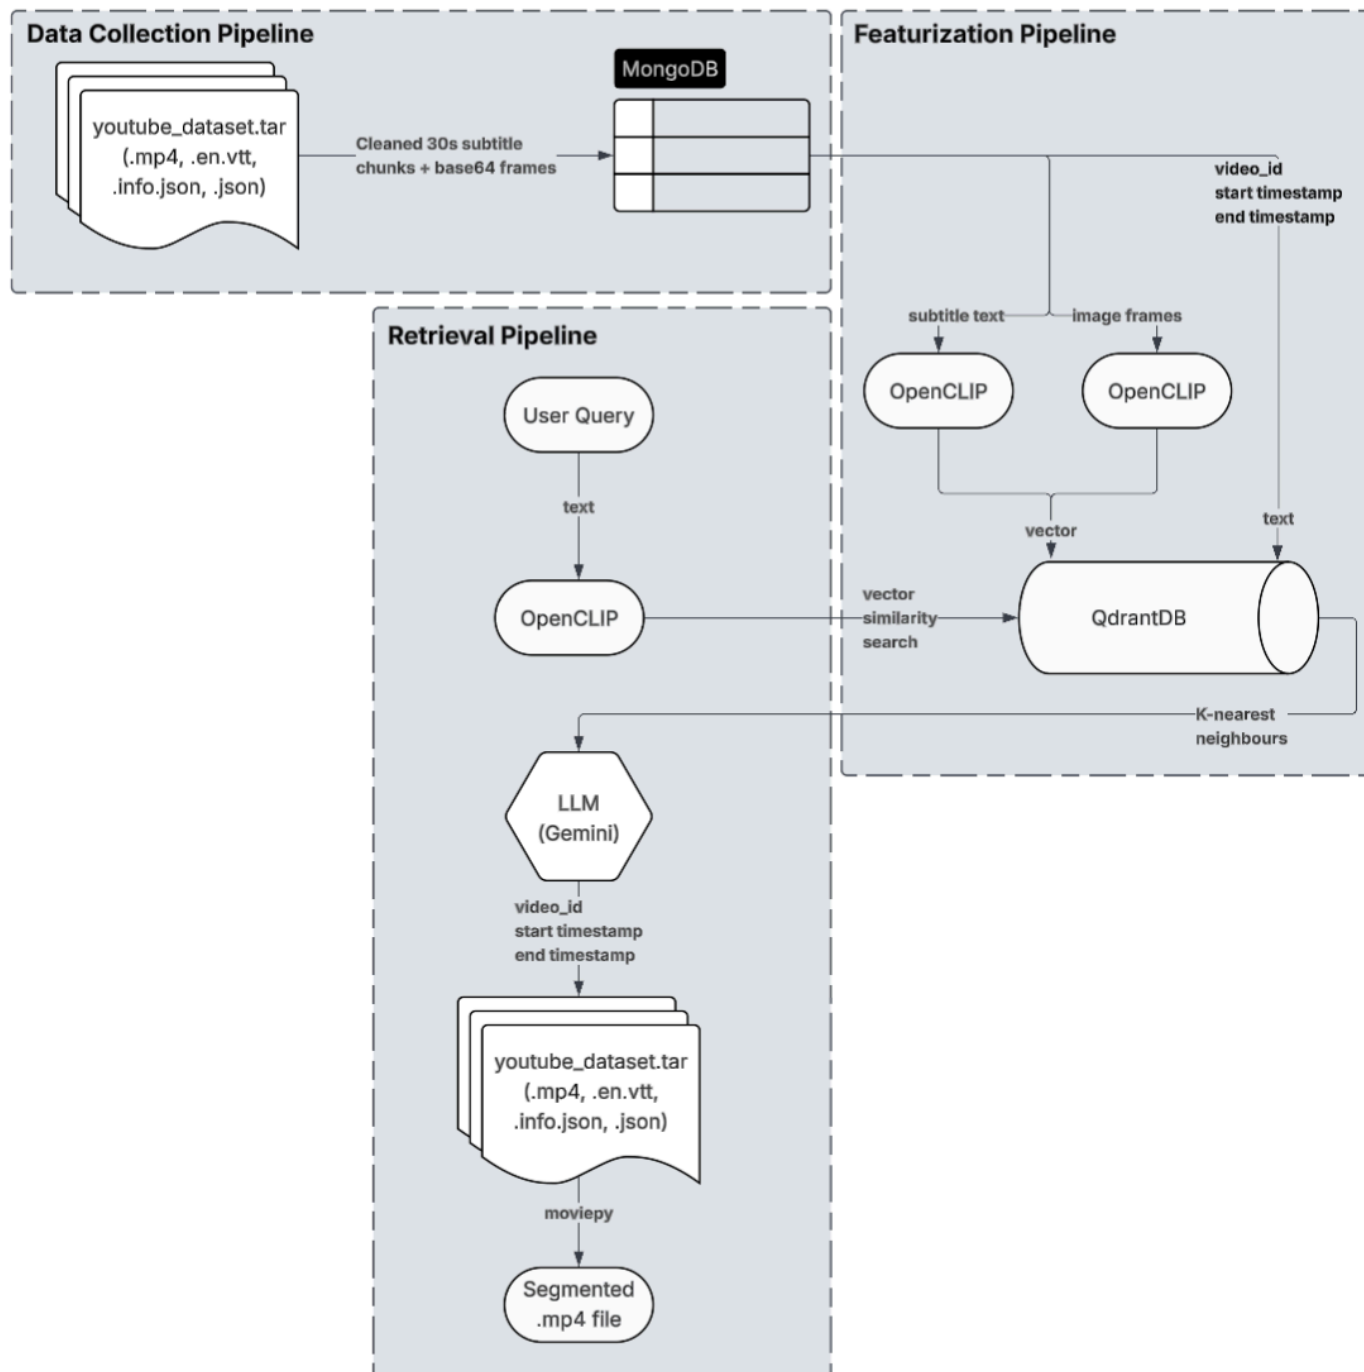 Data Collection Pipeline
youtube_dataset.tar
(.mp4, .en.vtt,
.info.json, .json)
Cleaned 30s subtitle
chunks + base64 frames
MongoDB
Featurization Pipeline
video_id
start timestamp
end timestamp
subtitle text
image frames
OpenCLIP
OpenCLIP
vector
text
QdrantDB
vector
similarity
search
K-nearest
neighbours
Retrieval Pipeline
User Query
text
OpenCLIP
LLM
(Gemini)
video_id
start timestamp
end timestamp
youtube_dataset.tar
(.mp4, .en.vtt,
.info.json, .json)
moviepy
Segmented
.mp4 file